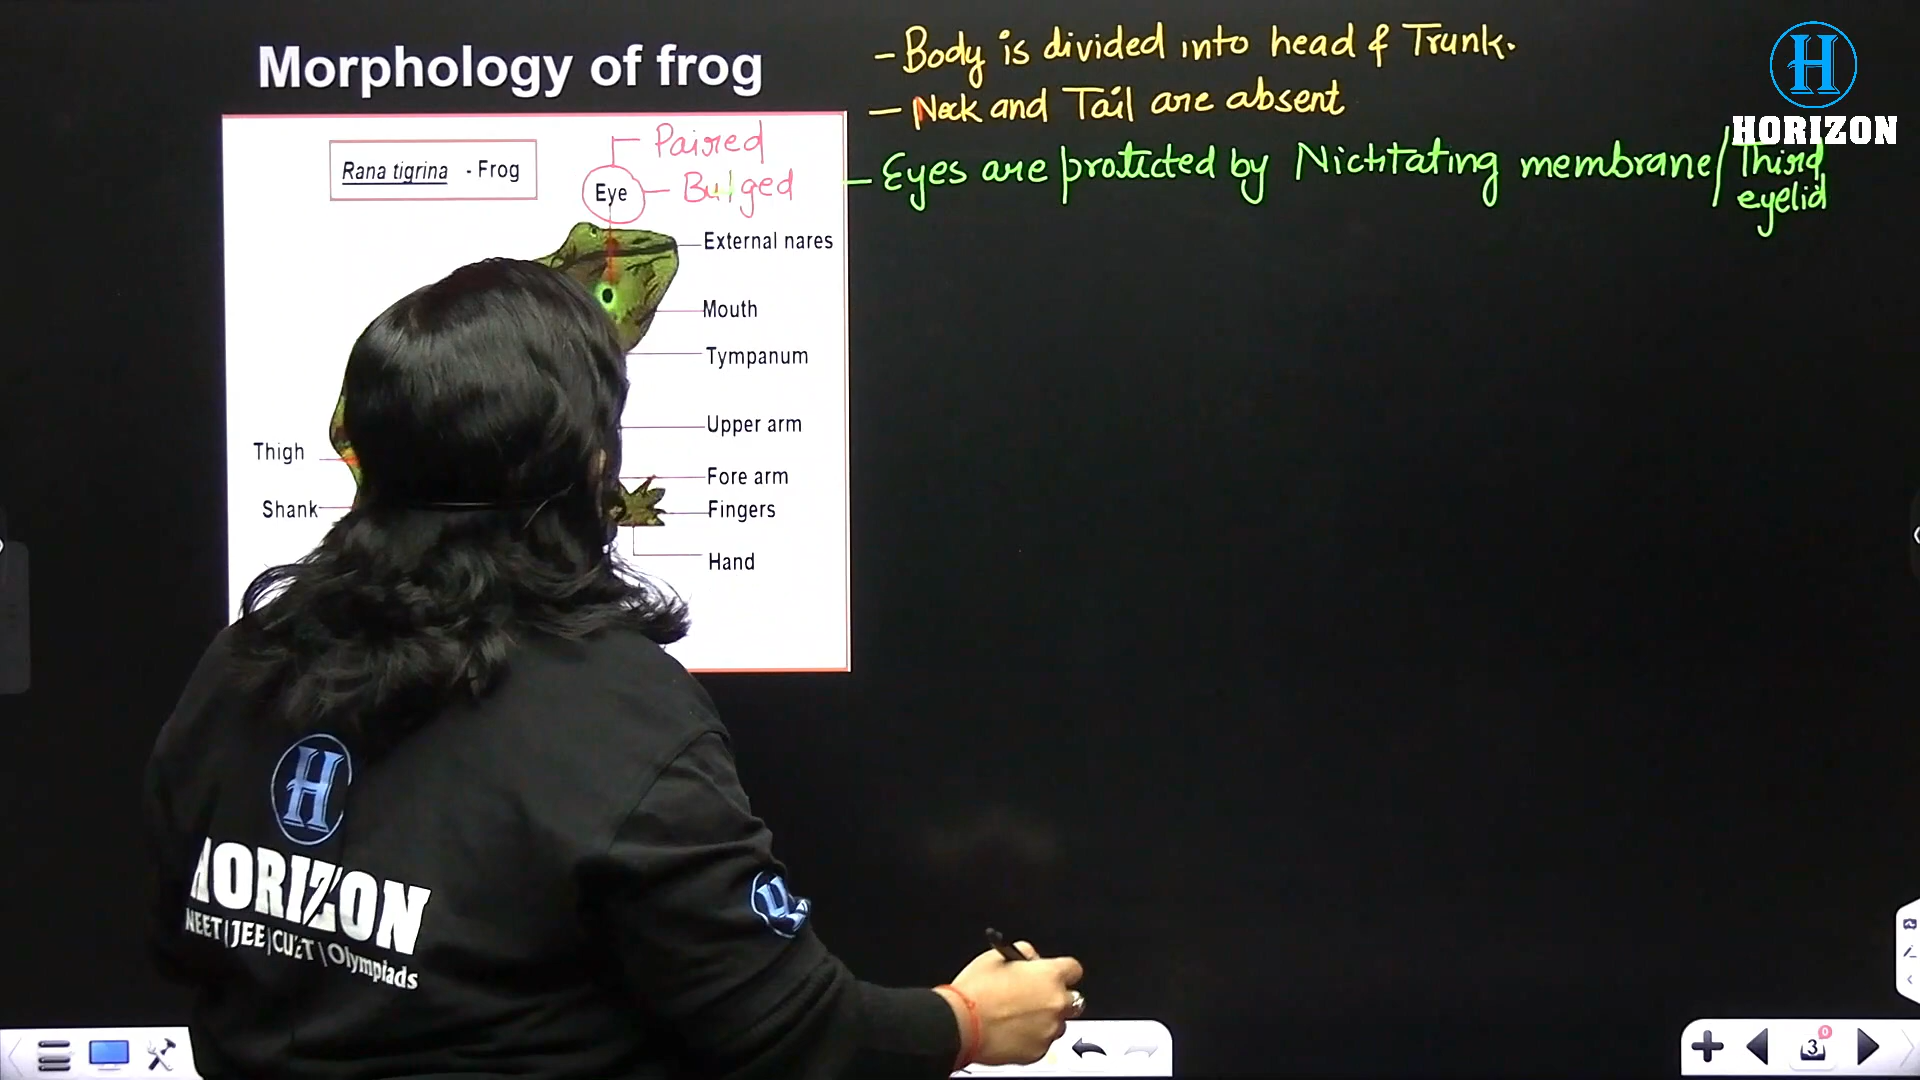 Morphology of frog
- Body is divided into head & Trunk.
- Neck and Tail are absent
- Eyes are protected by Nictitating membrane/Third eyelid
H
HORIZON
Rana tigrina - Frog
Paired
Eye
Bulged
External nares
Mouth
Tympanum
Upper arm
Fore arm
Fingers
Hand
Thigh
Shank
H
HORIZON
NEET|JEE|CUET|Olympiads
3
0